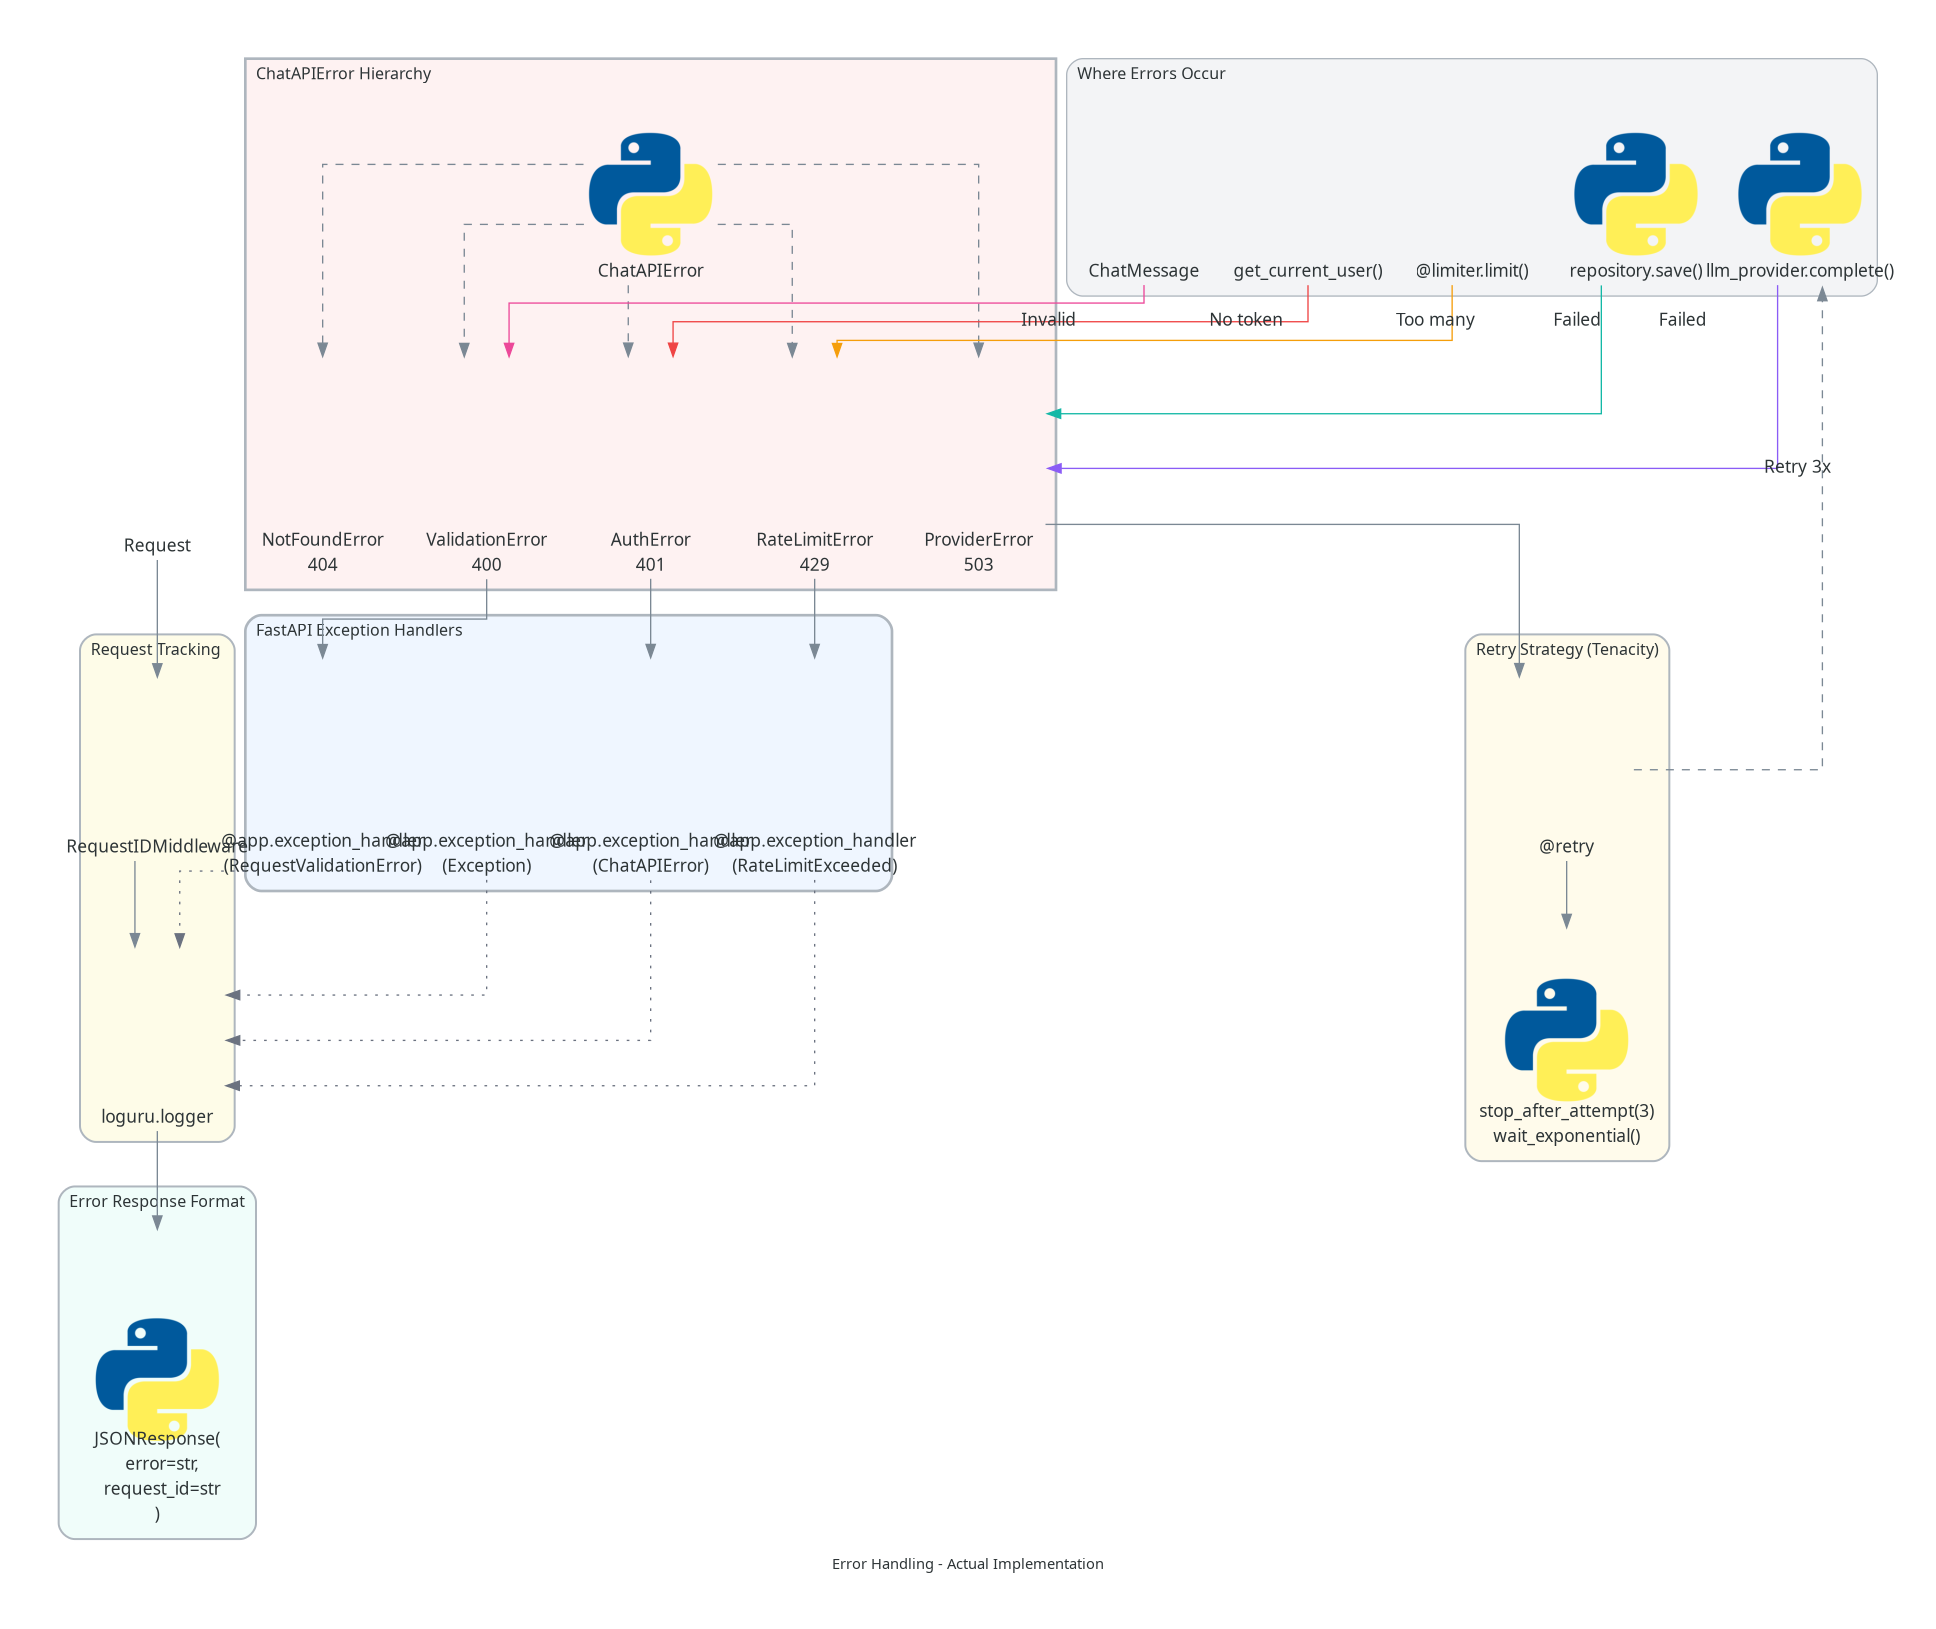 ChatAPIError Hierarchy
Where Errors Occur
ChatAPIError
ChatMessage
get_current_user()
@limiter.limit()
repository.save()
llm_provider.complete()
Invalid
No token
Too many
Failed
Failed
Retry 3x
Request
NotFoundError
404
ValidationError
400
AuthError
401
RateLimitError
429
ProviderError
503
FastAPI Exception Handlers
Request Tracking
Retry Strategy (Tenacity)
RequestIDMiddleware
@app.exception_handler
(RequestValidationError)
@app.exception_handler
(Exception)
@app.exception_handler
(ChatAPIError)
@app.exception_handler
(RateLimitExceeded)
@retry
loguru.logger
stop_after_attempt(3)
wait_exponential()
Error Response Format
JSONResponse(
error=str,
request_id=str
)
Error Handling - Actual Implementation